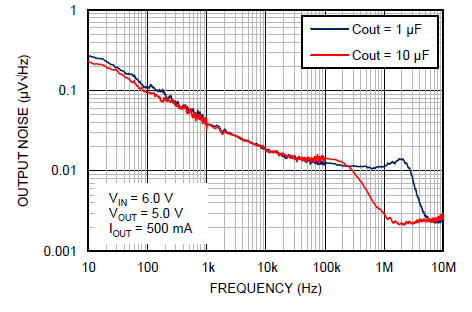 1
0.1
0.01
0.001
OUTPUT NOISE (µV√Hz)
Cout = 1 µF
Cout = 10 µF
VIN = 6.0 V
VOUT = 5.0 V
IOUT = 500 mA
10 100 1k 10k 100k 1M 10M
FREQUENCY (Hz)